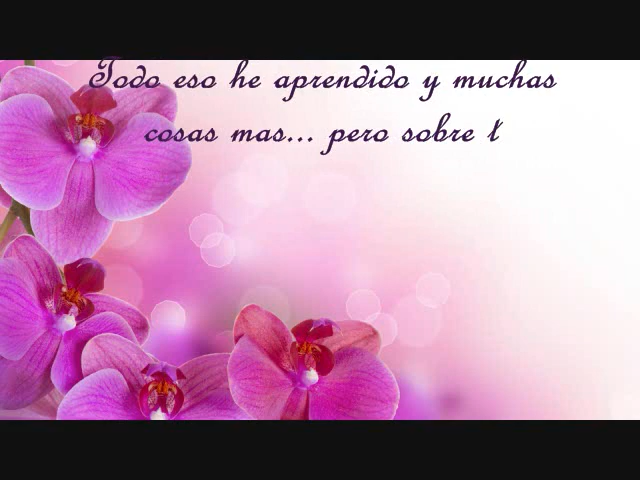 Todo eso he aprendido y muchas
cosas mas... pero sobre t